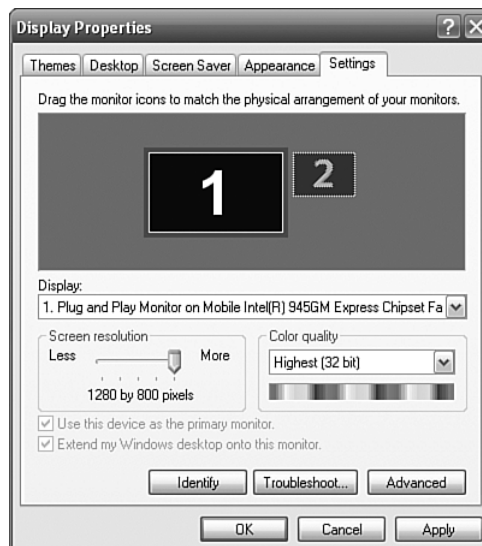 Display Properties
Themes Desktop Screen Saver Appearance Settings
Drag the monitor icons to match the physical arrangement of your monitors.
1 2
Display:
1. Plug and Play Monitor on Mobile Intel(R) 945GM Express Chipset Fa
Screen resolution Color quality
Less More Highest (32 bit)
1280 by 800 pixels
Use this device as the primary monitor.
Extend my Windows desktop onto this monitor.
Identify Troubleshoot... Advanced
OK Cancel Apply